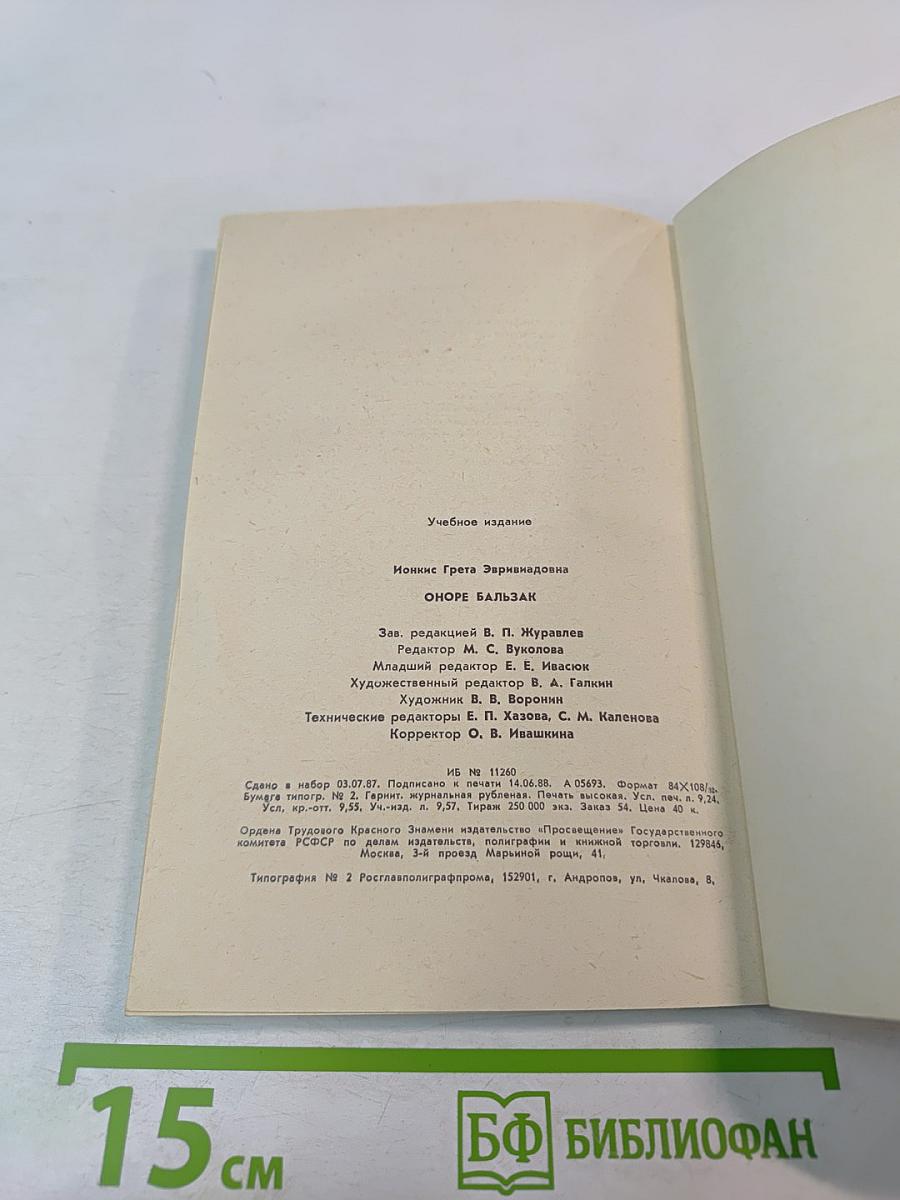 Учебное издание
Ионкис Грета Эвривиадовна
ОНОРЕ БАЛЬЗАК
Зав. редакцией В. П. Журавлев
Редактор М. С. Вуколова
Младший редактор Е. Е. Ивасюк
Художественный редактор В. А. Галкин
Художник В. В. Воронин
Технические редакторы Е. П. Хазова, С. М. Каленова
Корректор О. В. Ивашкина
ИБ № 11260
Сдано в набор 03.07.87. Подписано к печати 14.06.88. А 05693. Формат 84×108/32.
Бумага типогр. № 2. Гарнит. журнальная рубленая. Печать высокая. Усл. печ. л. 9,24.
Усл. кр.-отт. 9,55. Уч.-изд. л. 9,57. Тираж 250 000 экз. Заказ 54. Цена 40 к.
Ордена Трудового Красного Знамени издательство «Просвещение» Государственного
комитета РСФСР по делам издательств, полиграфии и книжной торговли. 129846,
Москва, 3-й проезд Марьиной рощи, 41.
Типография № 2 Росглавполиграфпрома, 152901, г. Андропов, ул. Чкалова, 8.
15 см
БФ БИБЛИОФАН